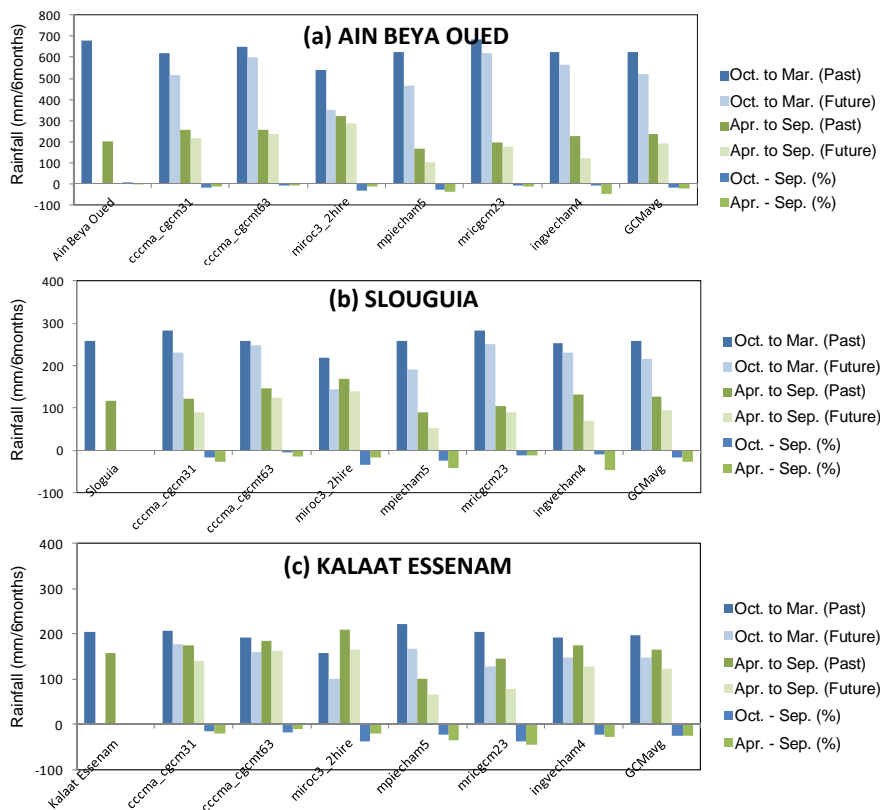 (a) AIN BEYA OUED
Rainfall (mm/6months)
800
700
600
500
400
300
200
100
0
-100
Ain Beya Oued
cccma_cgcm31
cccma_cgcmt63
miroc3_2hire
mpiecham5
mricgcm23
ingvecham4
GCMavg
Oct. to Mar. (Past)
Oct. to Mar. (Future)
Apr. to Sep. (Past)
Apr. to Sep. (Future)
Oct. - Sep. (%)
Apr. - Sep. (%)
(b) SLOUGUIA
Rainfall (mm/6months)
400
300
200
100
0
-100
Sloguia
cccma_cgcm31
cccma_cgcmt63
miroc3_2hire
mpiecham5
mricgcm23
ingvecham4
GCMavg
Oct. to Mar. (Past)
Oct. to Mar. (Future)
Apr. to Sep. (Past)
Apr. to Sep. (Future)
Oct. - Sep. (%)
Apr. - Sep. (%)
(c) KALAAT ESSENAM
Rainfall (mm/6months)
400
300
200
100
0
-100
Kalaat Essenam
cccma_cgcm31
cccma_cgcmt63
miroc3_2hire
mpiecham5
mricgcm23
ingvecham4
GCMavg
Oct. to Mar. (Past)
Oct. to Mar. (Future)
Apr. to Sep. (Past)
Apr. to Sep. (Future)
Oct. - Sep. (%)
Apr. - Sep. (%)